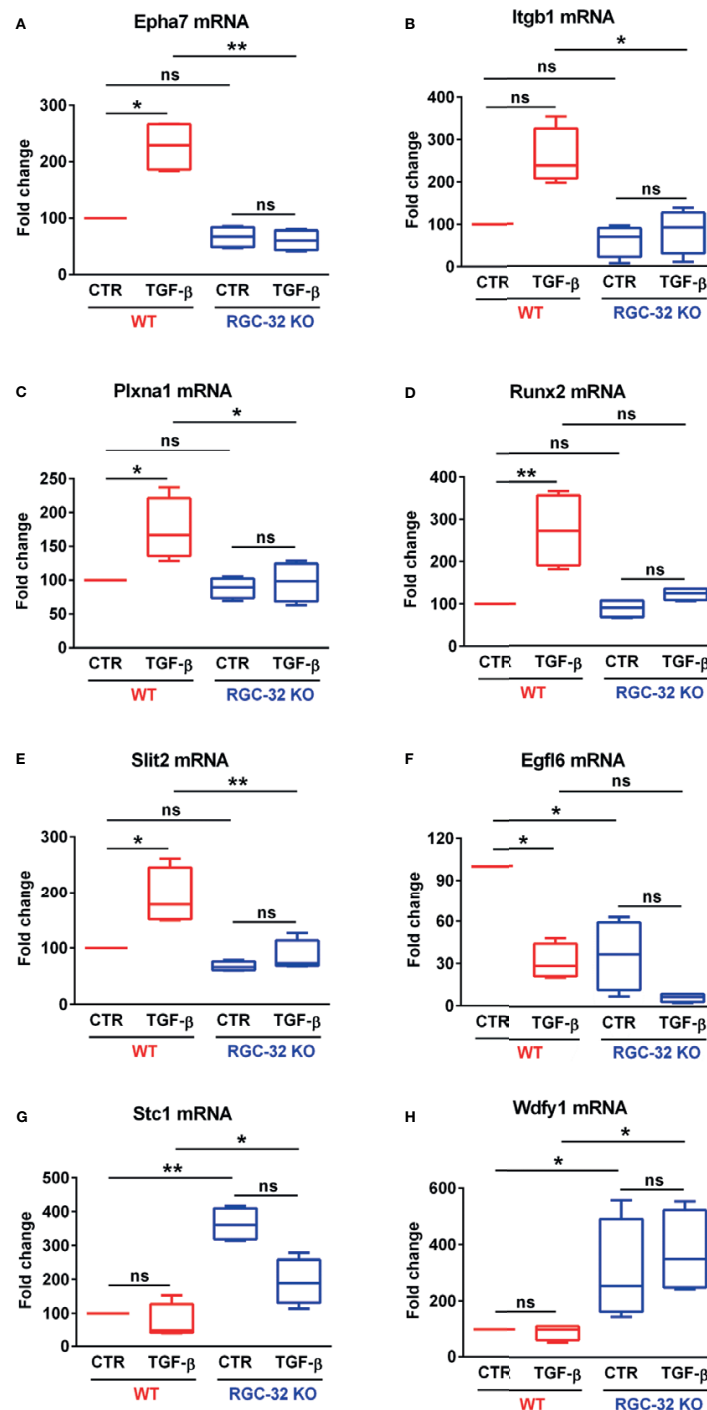 A
Epha7 mRNA
**
ns
*
ns
Fold change
300
200
100
0
CTR TGF-β CTR TGF-β
WT RGC-32 KO
B
Itgb1 mRNA
*
ns
ns
ns
Fold change
400
300
200
100
0
CTR TGF-β CTR TGF-β
WT RGC-32 KO
C
Plxna1 mRNA
*
ns
*
ns
Fold change
250
200
150
100
50
0
CTR TGF-β CTR TGF-β
WT RGC-32 KO
D
Runx2 mRNA
ns
ns
**
ns
Fold change
400
300
200
100
0
CTR TGF-β CTR TGF-β
WT RGC-32 KO
E
Slit2 mRNA
**
ns
*
ns
Fold change
300
200
100
0
CTR TGF-β CTR TGF-β
WT RGC-32 KO
F
Egfl6 mRNA
ns
*
*
ns
Fold change
120
90
60
30
0
CTR TGF-β CTR TGF-β
WT RGC-32 KO
G
Stc1 mRNA
*
**
ns
ns
Fold change
500
400
300
200
100
0
CTR TGF-β CTR TGF-β
WT RGC-32 KO
H
Wdfy1 mRNA
*
*
ns
ns
Fold change
600
400
200
0
CTR TGF-β CTR TGF-β
WT RGC-32 KO